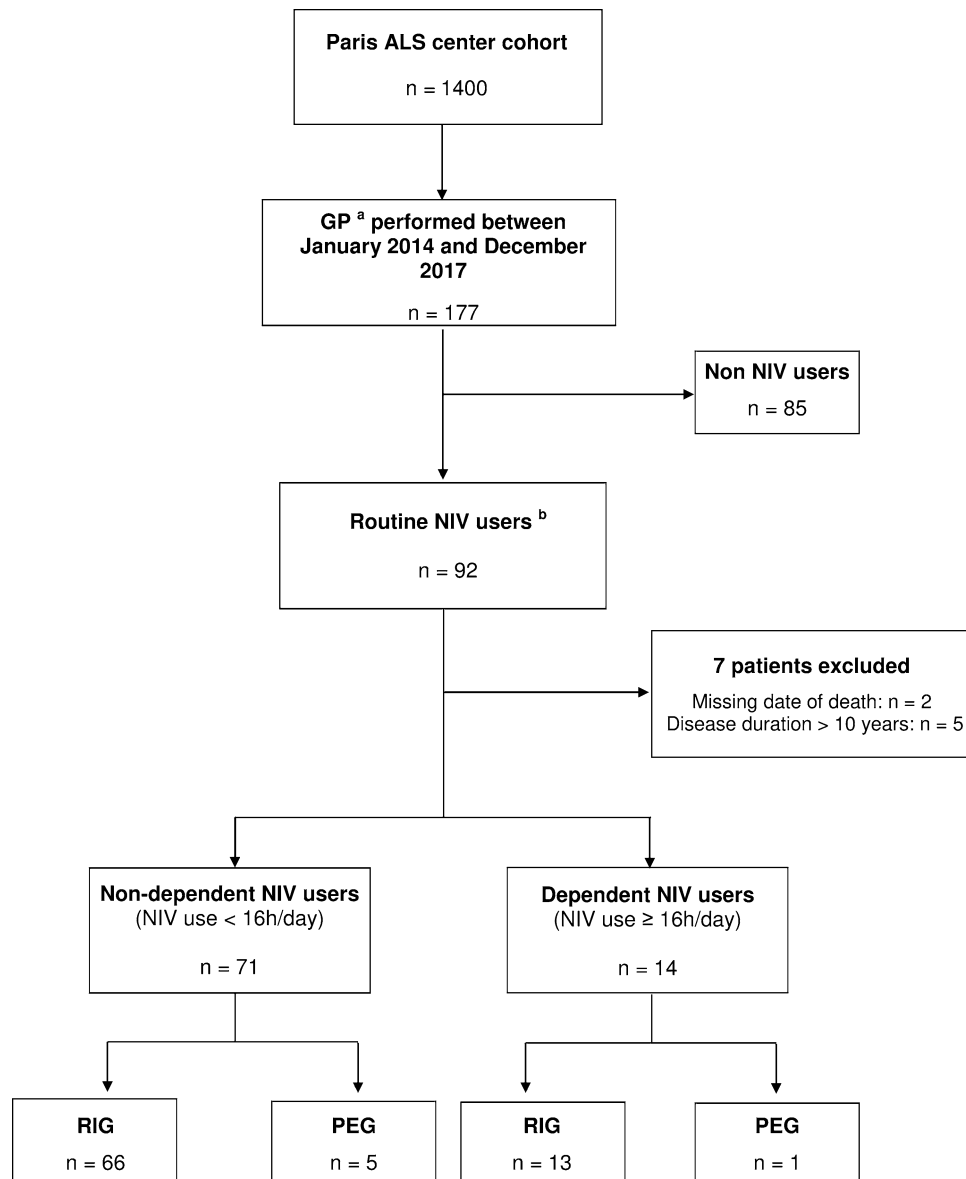 Paris ALS center cohort
n = 1400
GP a performed between
January 2014 and December
2017
n = 177
Non NIV users
n = 85
Routine NIV users b
n = 92
7 patients excluded
Missing date of death: n = 2
Disease duration > 10 years: n = 5
Non-dependent NIV users
(NIV use < 16h/day)
n = 71
Dependent NIV users
(NIV use ≥ 16h/day)
n = 14
RIG
n = 66
PEG
n = 5
RIG
n = 13
PEG
n = 1